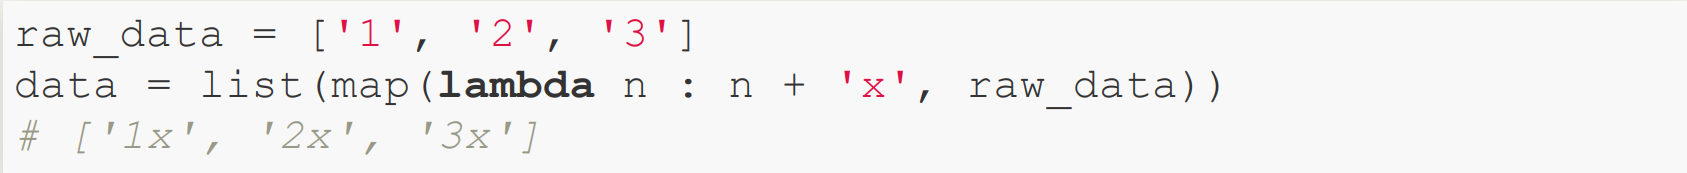 raw_data = ['1', '2', '3']
data = list(map(lambda n : n + 'x', raw_data))
# ['1x', '2x', '3x']